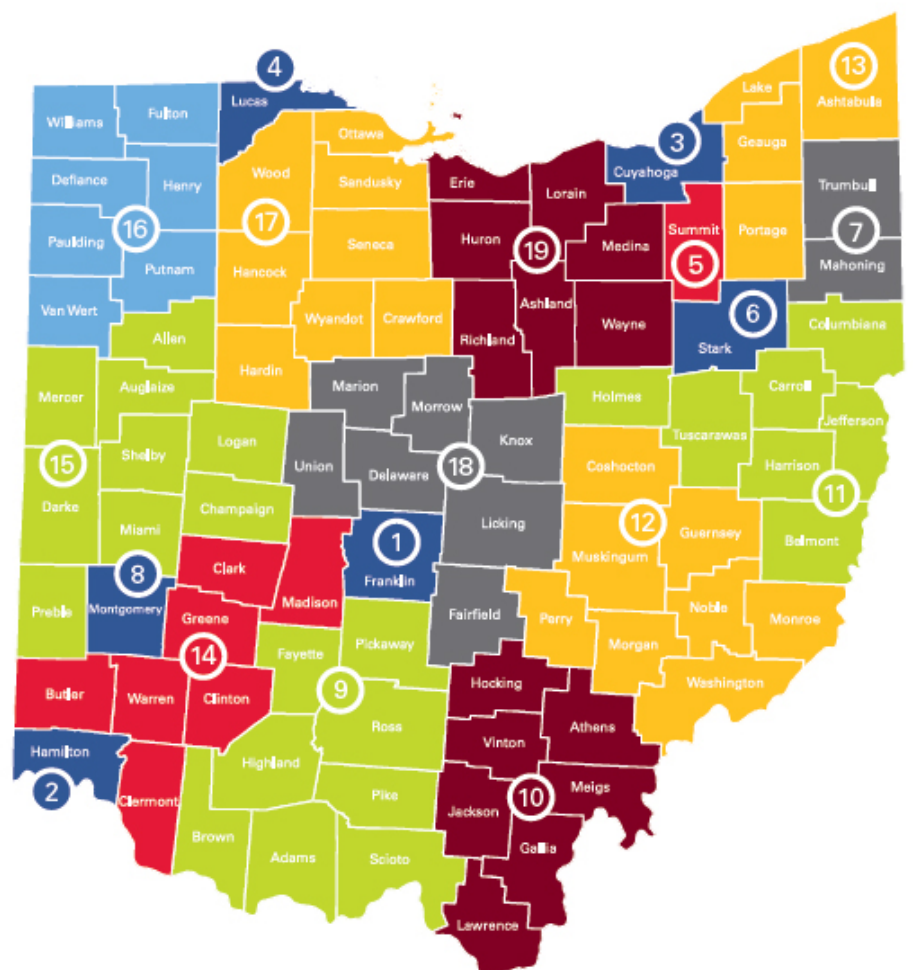 4
Lucas
13
Lake
Ashtabula
Williams
Fulton
Ottawa
3
Geauga
Cuyahoga
Wood
Sandusky
Erie
Lorain
Trumbull
Defiance
Henry
16
17
Paulding
Seneca
Huron
19
Medina
Summit
5
Portage
7
Mahoning
Hancock
Putnam
Van Wert
Ashland
Wyandot
Crawford
Richland
Wayne
6
Stark
Columbiana
Allen
Hardin
Marion
Morrow
Holmes
Carroll
Mercer
Auglaize
Jefferson
Tuscarawas
Logan
Knox
Shelby
15
Union
Delaware
18
Coshocton
Harrison
11
Darke
Champaign
Licking
12
Guernsey
Miami
1
Franklin
Muskingum
Belmont
8
Montgomery
Clark
Madison
Preble
Greene
Fairfield
Perry
Noble
Monroe
14
Fayette
Pickaway
Morgan
9
Butler
Warren
Clinton
Hocking
Washington
Ross
Athens
Hamilton
2
Vinton
Highland
Clermont
Pike
Jackson
10
Meigs
Brown
Gallia
Adams
Scioto
Lawrence